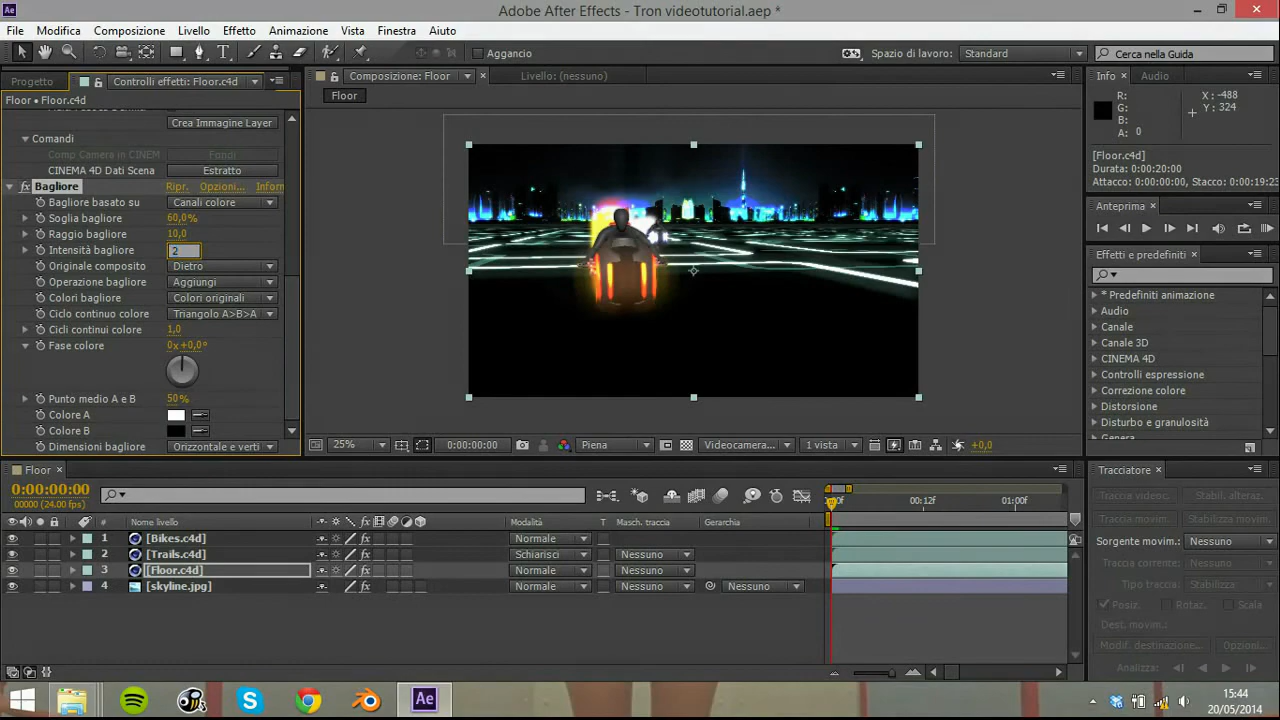 Ae Adobe After Effects - Tron videotutorial.aep *
File Modifica Composizione Livello Effetto Animazione Vista Finestra Aiuto
Aggancio Spazio di lavoro: Standard Cerca nella Guida
Progetto Controlli effetti: Floor.c4d
Floor • Floor.c4d
Crea Immagine Layer
Comandi
Comp Camera in CINEM Fondi
CINEMA 4D Dati Scena Estratto
fx Bagliore Ripr. Opzioni... Inform
Bagliore basato su Canali colore
Soglia bagliore 60,0%
Raggio bagliore 10,0
Intensità bagliore 2
Originale composito Dietro
Operazione bagliore Aggiungi
Colori bagliore Colori originali
Ciclo continuo colore Triangolo A>B>A
Cicli continui colore 1,0
Fase colore 0x+0,0°
Punto medio A e B 50%
Colore A
Colore B
Dimensioni bagliore Orizzontale e verti
Composizione: Floor Livello: (nessuno)
Floor
25% 0:00:00:00 Piena Videocamera... 1 vista +0,0
Info Audio
R: X: -488
G: Y: 324
B:
A: 0
[Floor.c4d]
Durata: 0:00:20:00
Attacco: 0:00:00:00, Stacco: 0:00:19:23
Anteprima
Effetti e predefiniti
* Predefiniti animazione
Audio
Canale
Canale 3D
CINEMA 4D
Controlli espressione
Correzione colore
Distorsione
Disturbo e granulosità
Genera
Floor
0:00:00:00
00000 (24.00 fps)
00:12f 01:00f
# Nome livello Modalità T Masch. traccia Gerarchia
1 [Bikes.c4d] Normale
2 [Trails.c4d] Schiarisci Nessuno
3 [Floor.c4d] Normale Nessuno
4 [skyline.jpg] Normale Nessuno Nessuno
Tracciatore
Traccia videoc. Stabil. alteraz.
Traccia movim. Stabilizza movim.
Sorgente movim.: Nessuno
Traccia corrente: Nessuno
Tipo traccia: Stabilizza
Posiz. Rotaz. Scala
Dest. movim.:
Modif. destinazione... Opzioni...
Analizza:
Ae
15:44
20/05/2014